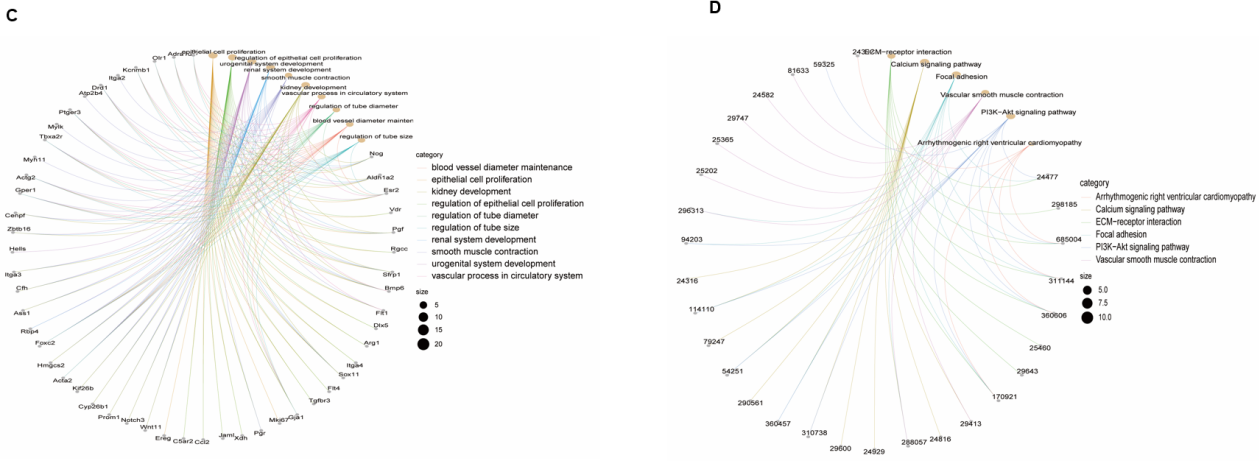 C
epithelial cell proliferation
regulation of epithelial cell proliferation
urogenital system development
renal system development
smooth muscle contraction
kidney development
vascular process in circulatory system
regulation of tube diameter
blood vessel diameter mainten
regulation of tube size
Olr1
Kcnmb1
Itga2
Drd1
Atp2b4
Ptger3
Mylk
Tbxa2r
Myh11
Actg2
Gper1
Cenpf
Zbtb16
Hells
Itga3
Cfh
Ass1
Rbp4
Foxc2
Hmgcs2
Acta2
Kif26b
Cyp26b1
Prom1
Notch3
Wnt11
Ereg
C5ar2
Ccl2
Jaml
Xdh
Pgr
Mki67
Gja1
Tgfbr3
Flt4
Sox11
Itga4
Arg1
Dlx5
Flt1
Bmp6
Sfrp1
Rgcc
Pgf
Vdr
Esr2
Aldh1a2
Nog
category
blood vessel diameter maintenance
epithelial cell proliferation
kidney development
regulation of epithelial cell proliferation
regulation of tube diameter
regulation of tube size
renal system development
smooth muscle contraction
urogenital system development
vascular process in circulatory system
size
5
10
15
20
D
ECM−receptor interaction
Calcium signaling pathway
Focal adhesion
Vascular smooth muscle contraction
PI3K−Akt signaling pathway
Arrhythmogenic right ventricular cardiomyopathy
59325
81633
24582
29747
25365
25202
296313
94203
24316
114110
79247
54251
290561
360457
310738
29600
24929
288057
24816
29413
170921
29643
25460
360606
311144
685004
298185
24477
category
Arrhythmogenic right ventricular cardiomyopathy
Calcium signaling pathway
ECM−receptor interaction
Focal adhesion
PI3K−Akt signaling pathway
Vascular smooth muscle contraction
size
5.0
7.5
10.0